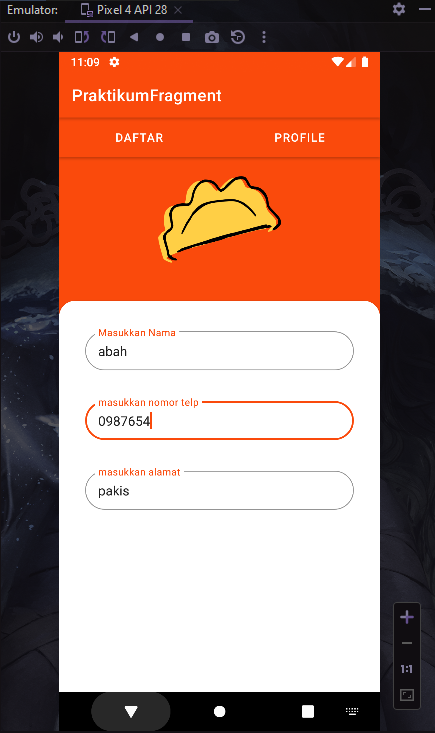 Emulator: Pixel 4 API 28
11:09
PraktikumFragment
DAFTAR PROFILE
Masukkan Nama
abah
masukkan nomor telp
0987654
masukkan alamat
pakis
1:1